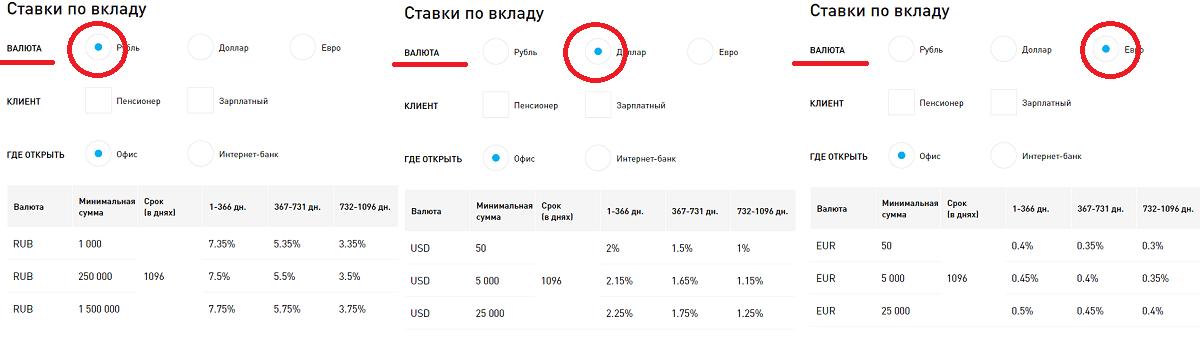 Ставки по вкладу
ВАЛЮТА Рубль Доллар Евро
КЛИЕНТ Пенсионер Зарплатный
ГДЕ ОТКРЫТЬ Офис Интернет-банк
Валюта Минимальная сумма Срок (в днях) 1-366 дн. 367-731 дн. 732-1096 дн.
RUB 1 000 7.35% 5.35% 3.35%
RUB 250 000 1096 7.5% 5.5% 3.5%
RUB 1 500 000 7.75% 5.75% 3.75%
Ставки по вкладу
ВАЛЮТА Рубль Доллар Евро
КЛИЕНТ Пенсионер Зарплатный
ГДЕ ОТКРЫТЬ Офис Интернет-банк
Валюта Минимальная сумма Срок (в днях) 1-366 дн. 367-731 дн. 732-1096 дн.
USD 50 2% 1.5% 1%
USD 5 000 1096 2.15% 1.65% 1.15%
USD 25 000 2.25% 1.75% 1.25%
Ставки по вкладу
ВАЛЮТА Рубль Доллар Евро
КЛИЕНТ Пенсионер Зарплатный
ГДЕ ОТКРЫТЬ Офис Интернет-банк
Валюта Минимальная сумма Срок (в днях) 1-366 дн. 367-731 дн. 732-1096 дн.
EUR 50 0.4% 0.35% 0.3%
EUR 5 000 1096 0.45% 0.4% 0.35%
EUR 25 000 0.5% 0.45% 0.4%